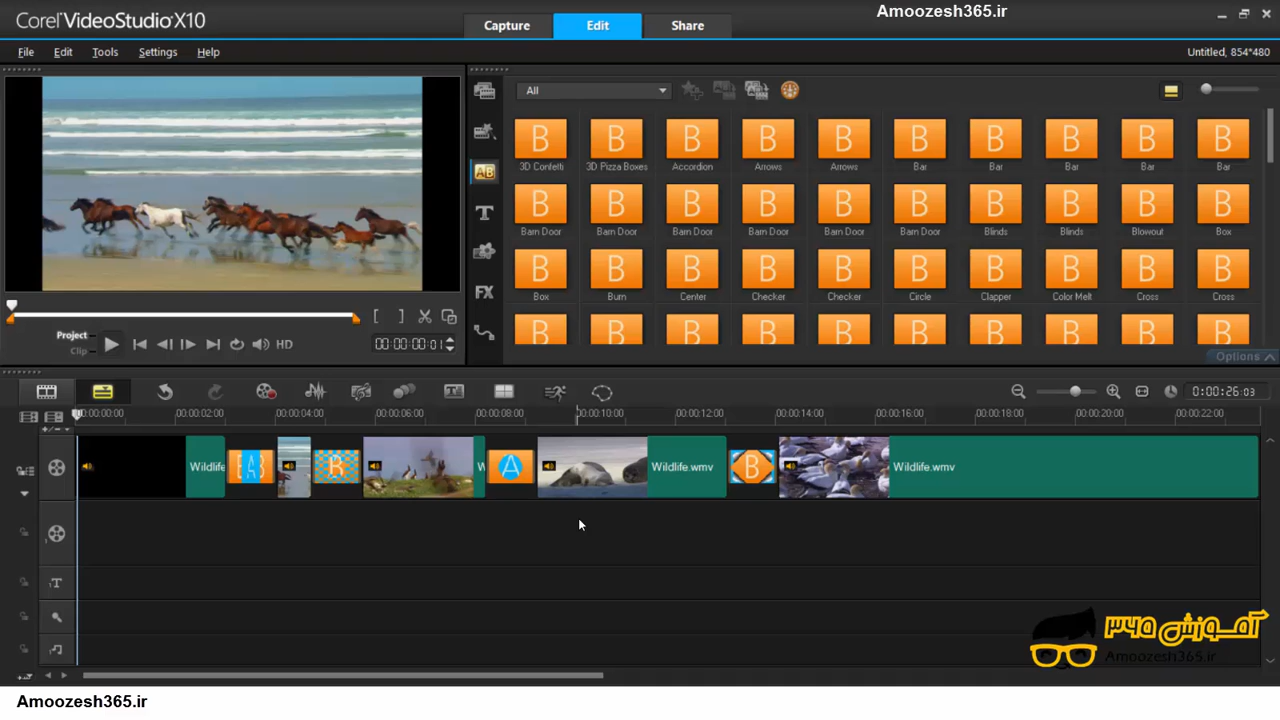 Corel VideoStudio X10
Capture
Edit
Share
Amoozesh365.ir
File
Edit
Tools
Settings
Help
Untitled, 854*480
All
B B B B B B B B B B
3D Confetti
3D Pizza Boxes
Accordion
Arrows
Arrows
Bar
Bar
Bar
Bar
Bar
AB
B B B B B B B B B B
Barn Door
Barn Door
Barn Door
Barn Door
Barn Door
Barn Door
Blinds
Blinds
Blowout
Box
T
B B B B B B B B B B
Box
Burn
Center
Checker
Checker
Circle
Clapper
Color Melt
Cross
Cross
FX
B B B B B B B B B B
Project
Clip
HD
00:00:00:01
Options
0:00:26:03
00:00:00:00
00:00:02:00
00:00:04:00
00:00:06:00
00:00:08:00
00:00:10:00
00:00:12:00
00:00:14:00
00:00:16:00
00:00:18:00
00:00:20:00
00:00:22:00
Wildlife
B
W
A
Wildlife.wmv
B
Wildlife.wmv
1
1T
آموزش ۳۶۵
Amoozesh365.ir
Amoozesh365.ir